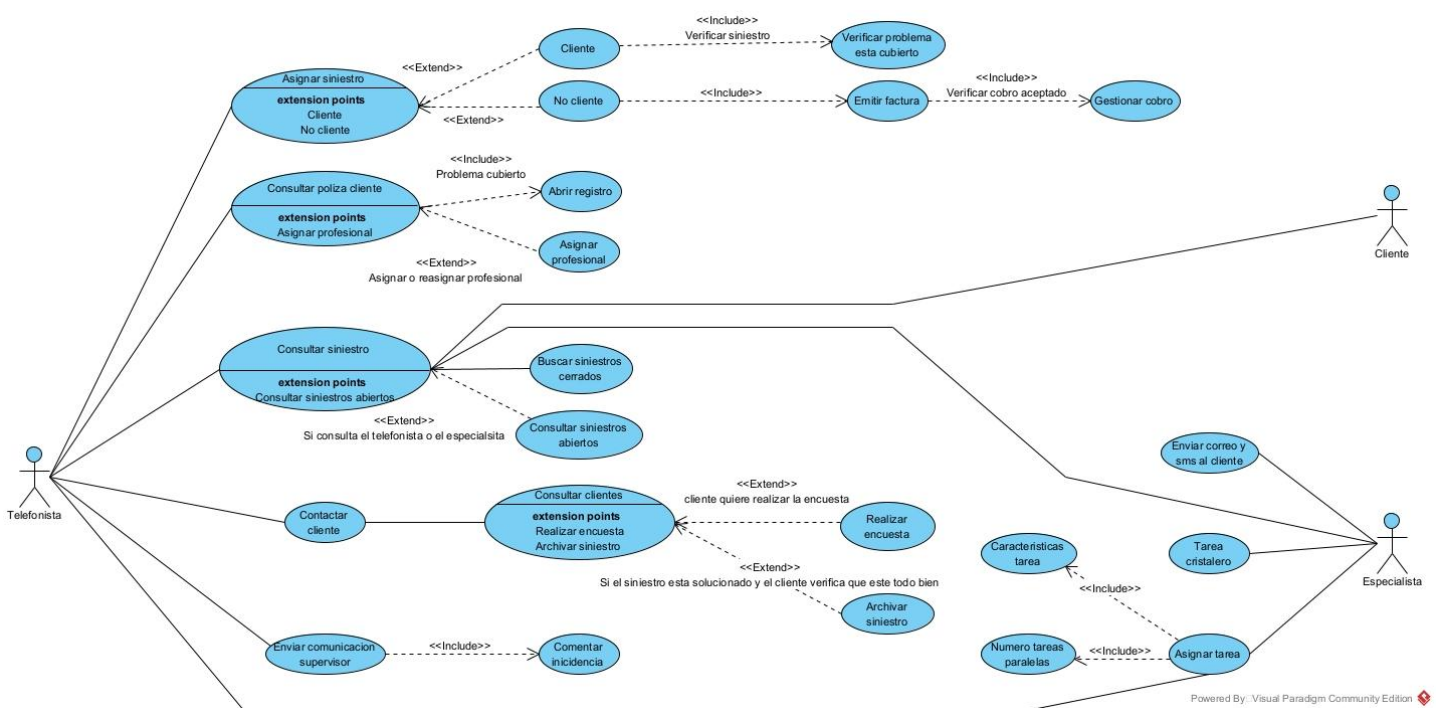 <<Include>>
Verificar siniestro
Cliente
Verificar problema
esta cubierto
<<Extend>>
Asignar siniestro
extension points
Cliente
No cliente
<<Extend>>
No cliente
<<Include>>
Emitir factura
<<Include>>
Verificar cobro aceptado
Gestionar cobro
<<Include>>
Problema cubierto
Consultar poliza cliente
extension points
Asignar profesional
Abrir registro
Asignar
profesional
<<Extend>>
Asignar o reasignar profesional
Cliente
Consultar siniestro
extension points
Consultar siniestros abiertos
Buscar siniestros
cerrados
<<Extend>>
Si consulta el telefonista o el especialsita
Consultar siniestros
abiertos
Enviar correo y
sms al cliente
Telefonista
Contactar
cliente
Consultar clientes
extension points
Realizar encuesta
Archivar siniestro
<<Extend>>
cliente quiere realizar la encuesta
Realizar
encuesta
<<Extend>>
Si el siniestro esta solucionado y el cliente verifica que este todo bien
Archivar
siniestro
Caracteristicas
tarea
Tarea
cristalero
Especialista
<<Include>>
Enviar comunicacion
supervisor
<<Include>>
Comentar
inicidencia
Numero tareas
paralelas
<<Include>>
Asignar tarea
Powered By: Visual Paradigm Community Edition